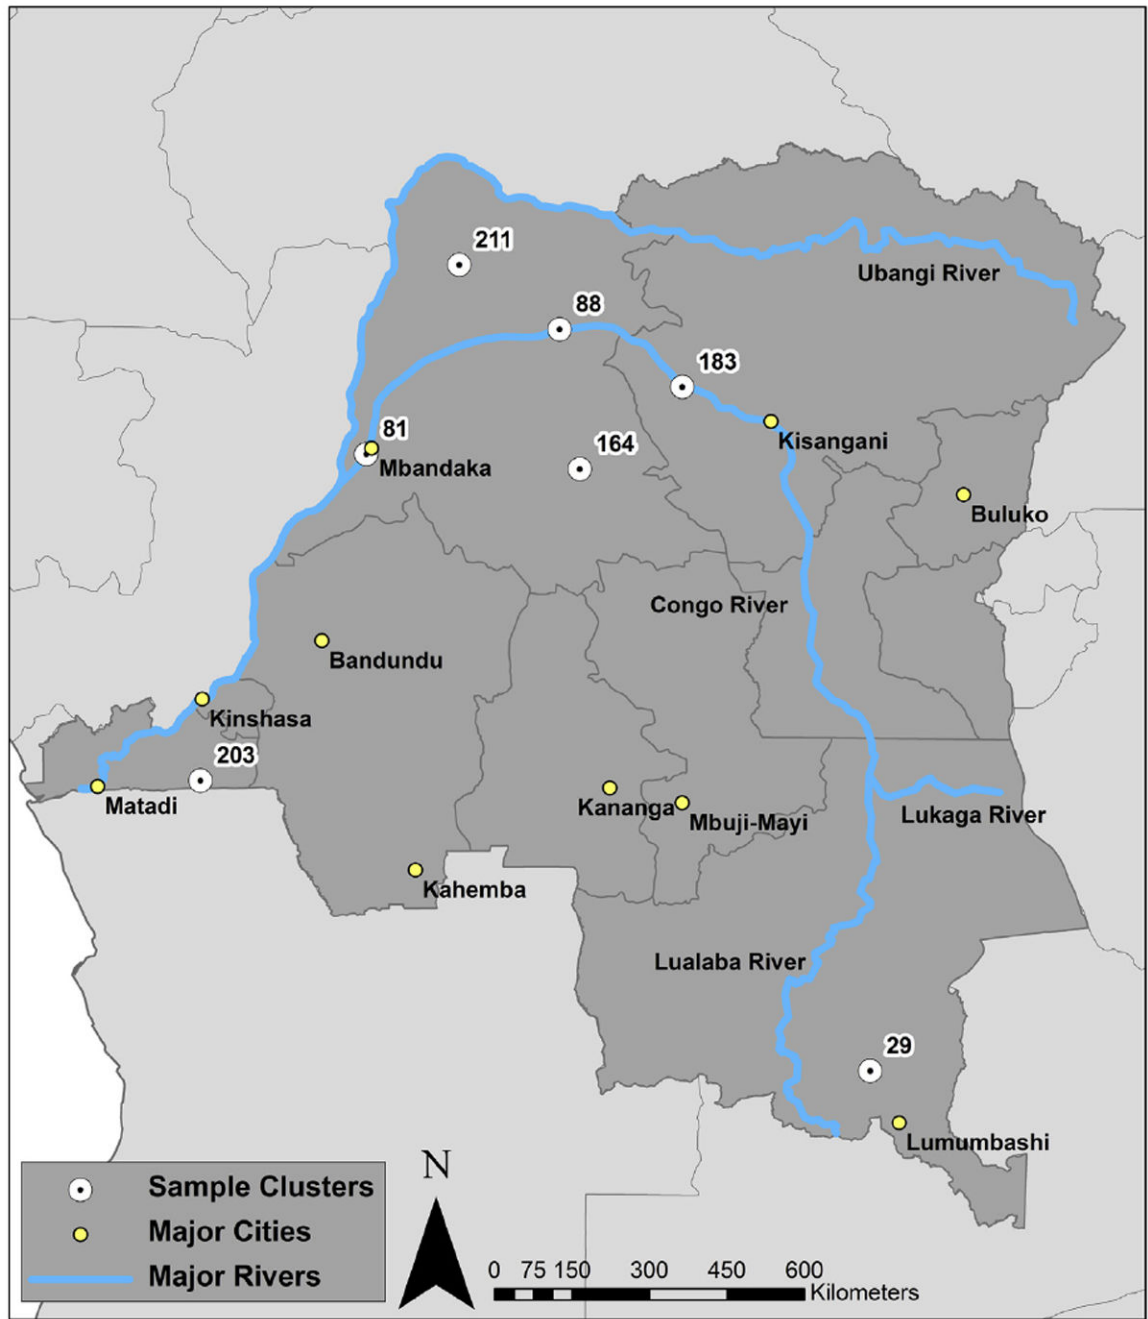 211
Ubangi River
88
183
81
Mbandaka
164
Kisangani
Buluko
Congo River
Bandundu
Kinshasa
203
Matadi
Kananga
Mbuji-Mayi
Lukaga River
Kahemba
Lualaba River
29
Lumumbashi
Sample Clusters
Major Cities
Major Rivers
N
0 75 150 300 450 600
Kilometers